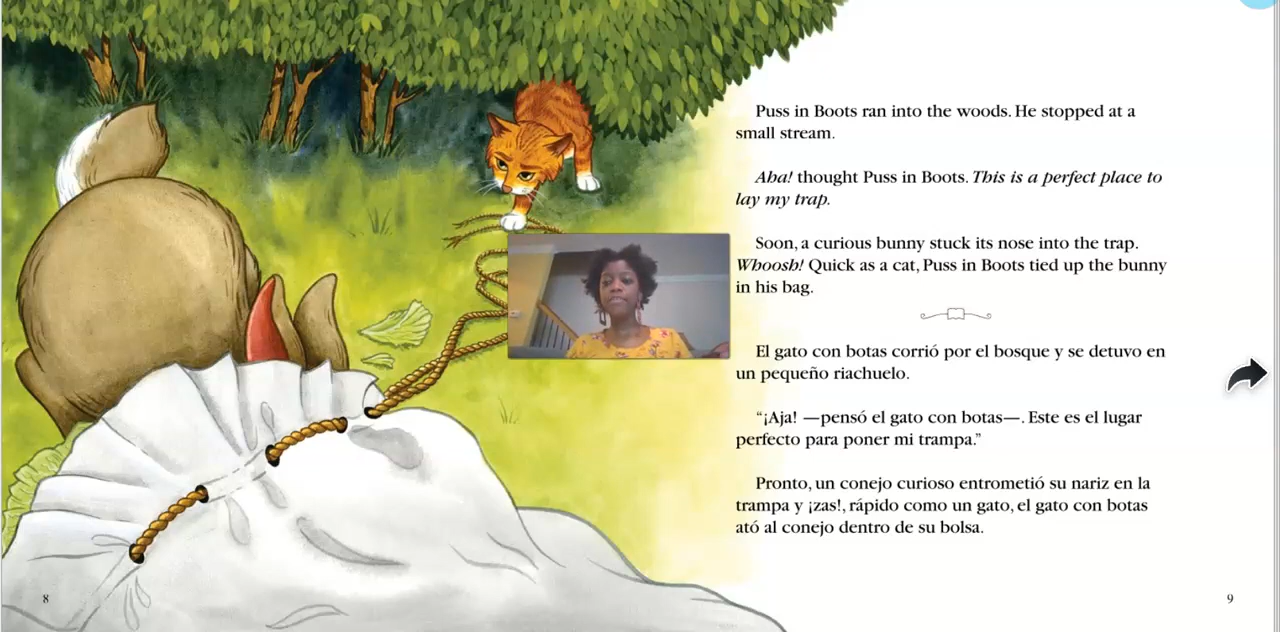 Puss in Boots ran into the woods. He stopped at a
small stream.
Aha! thought Puss in Boots. This is a perfect place to
lay my trap.
Soon, a curious bunny stuck its nose into the trap.
Whoosh! Quick as a cat, Puss in Boots tied up the bunny
in his bag.
El gato con botas corrió por el bosque y se detuvo en
un pequeño riachuelo.
“¡Aja! —pensó el gato con botas—. Este es el lugar
perfecto para poner mi trampa.”
Pronto, un conejo curioso entrometió su nariz en la
trampa y ¡zas!, rápido como un gato, el gato con botas
ató al conejo dentro de su bolsa.
8
9